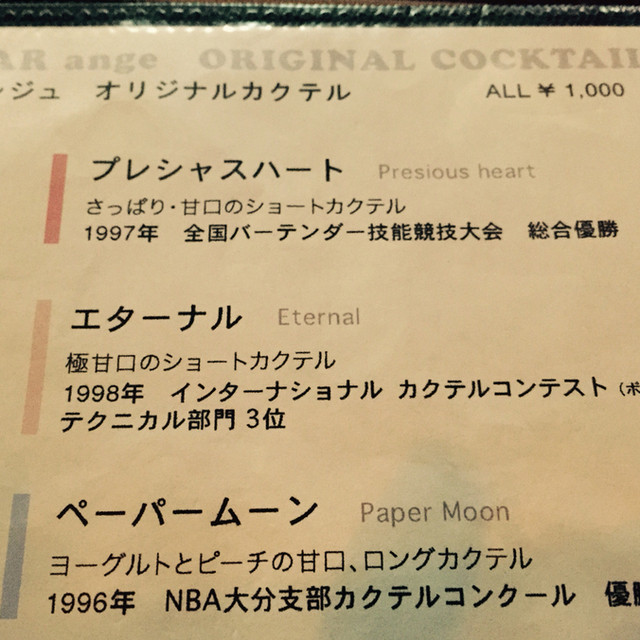 AR ange ORIGINAL COCKTAIL
ンジュ オリジナルカクテル ALL ¥ 1,000
プレシャスハート Presious heart
さっぱり・甘口のショートカクテル
1997年 全国バーテンダー技能競技大会 総合優勝
エターナル Eternal
極甘口のショートカクテル
1998年 インターナショナル カクテルコンテスト（ポ
テクニカル部門 3位
ペーパームーン Paper Moon
ヨーグルトとピーチの甘口、ロングカクテル
1996年 NBA大分支部カクテルコンクール 優勝